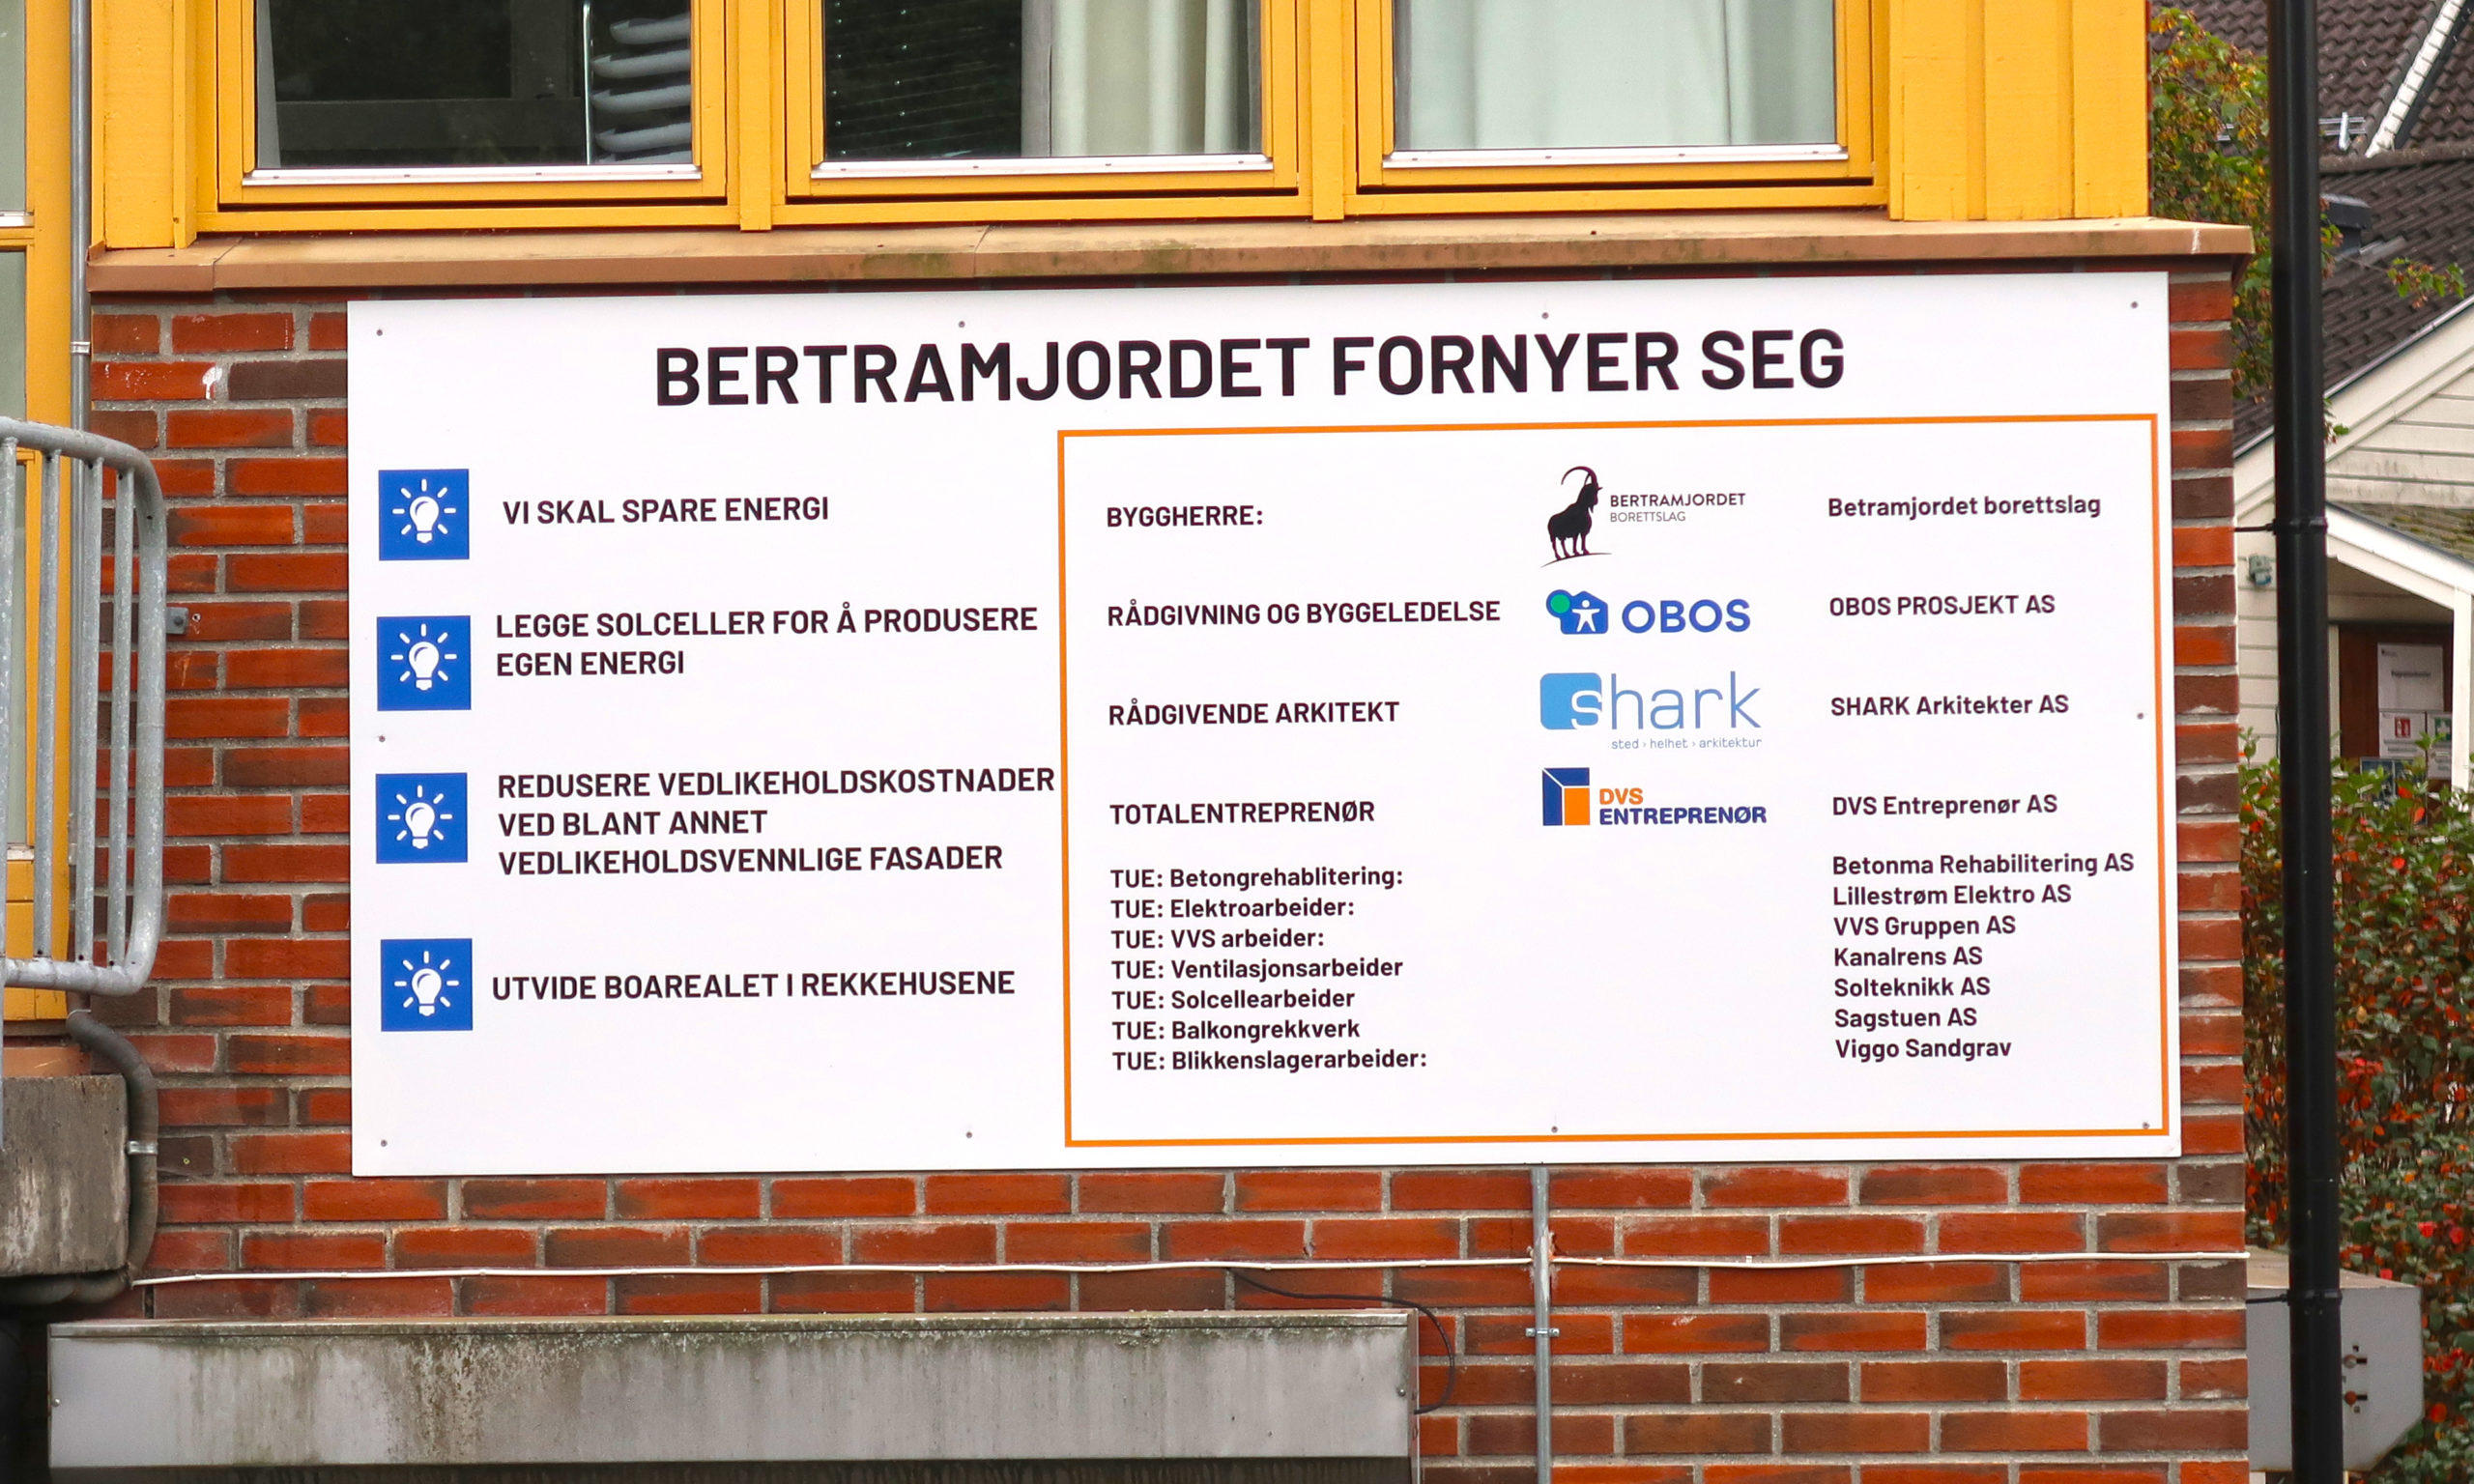 BERTRAMJORDET FORNYER SEG
VI SKAL SPARE ENERGI
LEGGE SOLCELLER FOR Å PRODUSERE
EGEN ENERGI
REDUSERE VEDLIKEHOLDSKOSTNADER
VED BLANT ANNET
VEDLIKEHOLDSVENNLIGE FASADER
UTVIDE BOAREALET I REKKEHUSENE
BYGGHERRE:
BERTRAMJORDET
BORETTSLAG
Betramjordet borettslag
RÅDGIVNING OG BYGGELEDELSE
OBOS
OBOS PROSJEKT AS
RÅDGIVENDE ARKITEKT
shark
sted › helhet › arkitektur
SHARK Arkitekter AS
TOTALENTREPRENØR
DVS
ENTREPRENØR
DVS Entreprenør AS
TUE: Betongrehablitering: Betonma Rehabilitering AS
TUE: Elektroarbeider: Lillestrøm Elektro AS
TUE: VVS arbeider: VVS Gruppen AS
TUE: Ventilasjonsarbeider Kanalrens AS
TUE: Solcellearbeider Solteknikk AS
TUE: Balkongrekkverk Sagstuen AS
TUE: Blikkenslagerarbeider: Viggo Sandgrav